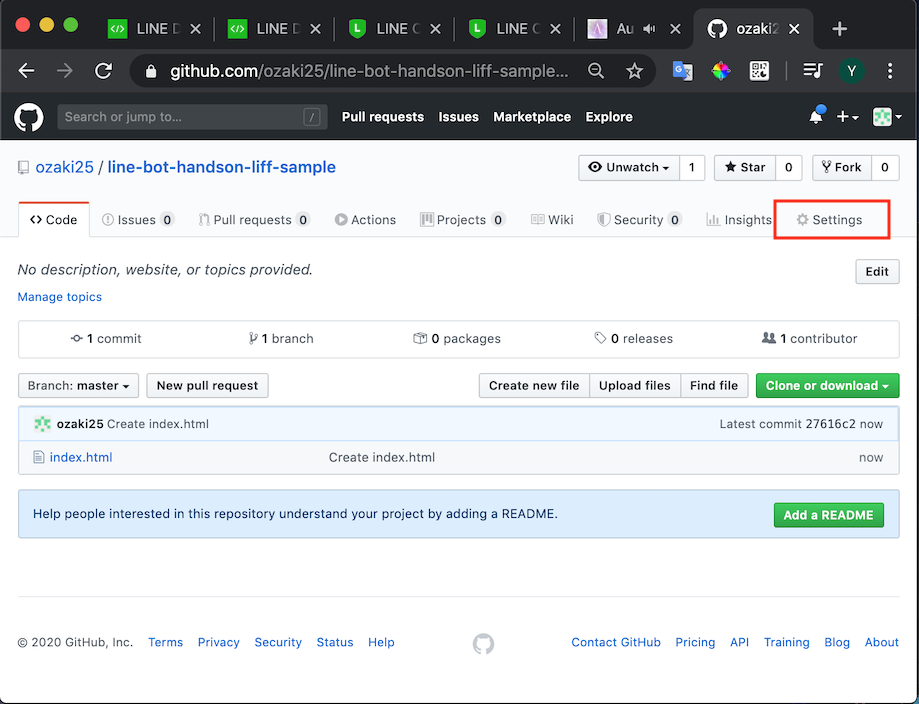 LINE D
LINE D
LINE C
LINE C
Au
ozaki2
github.com/ozaki25/line-bot-handson-liff-sample...
Y
Search or jump to... /
Pull requests Issues Marketplace Explore
ozaki25 / line-bot-handson-liff-sample
Unwatch 1 Star 0 Fork 0
Code Issues 0 Pull requests 0 Actions Projects 0 Wiki Security 0 Insights Settings
No description, website, or topics provided.
Edit
Manage topics
1 commit 1 branch 0 packages 0 releases 1 contributor
Branch: master New pull request Create new file Upload files Find file Clone or download
ozaki25 Create index.html Latest commit 27616c2 now
index.html Create index.html now
Help people interested in this repository understand your project by adding a README. Add a README
© 2020 GitHub, Inc. Terms Privacy Security Status Help Contact GitHub Pricing API Training Blog About